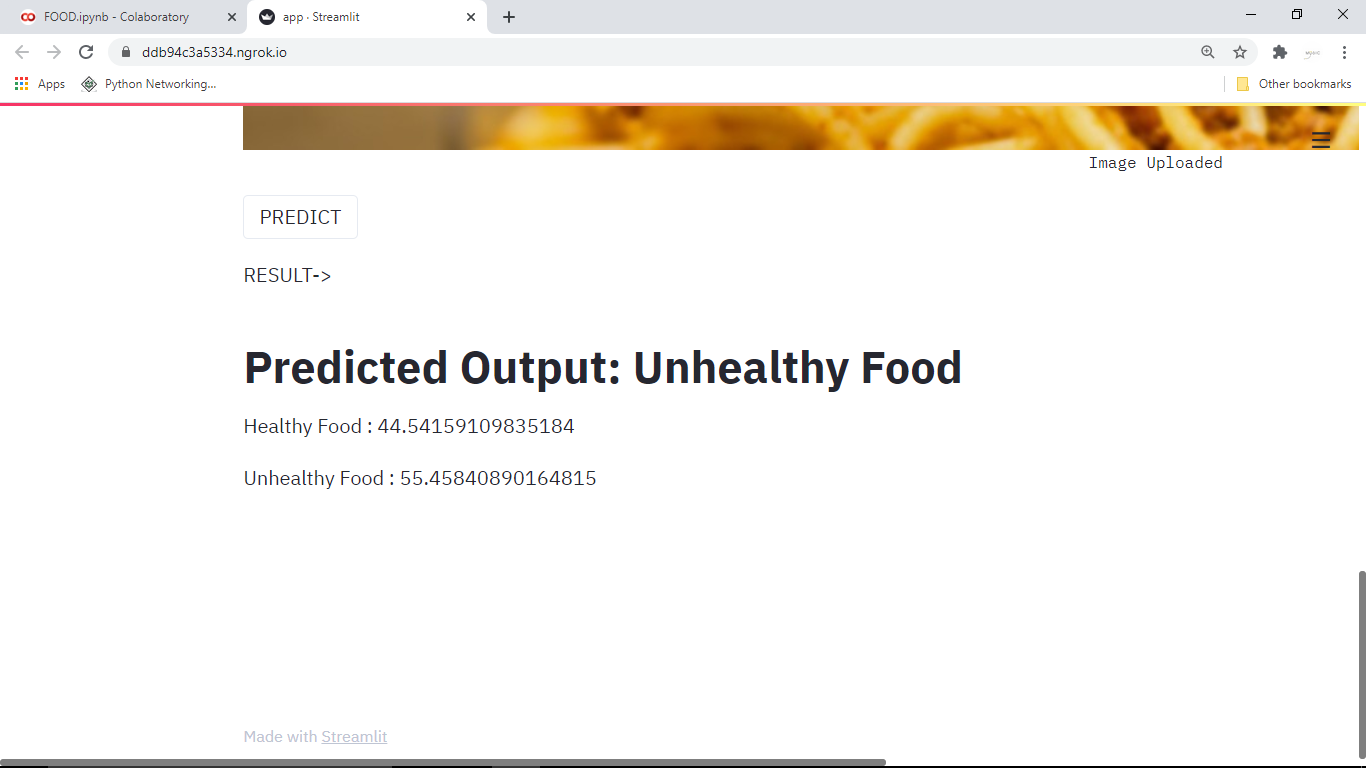 FOOD.ipynb - Colaboratory
app · Streamlit
ddb94c3a5334.ngrok.io
Apps
Python Networking...
Other bookmarks
Image Uploaded
PREDICT
RESULT->
Predicted Output: Unhealthy Food
Healthy Food : 44.54159109835184
Unhealthy Food : 55.45840890164815
Made with Streamlit